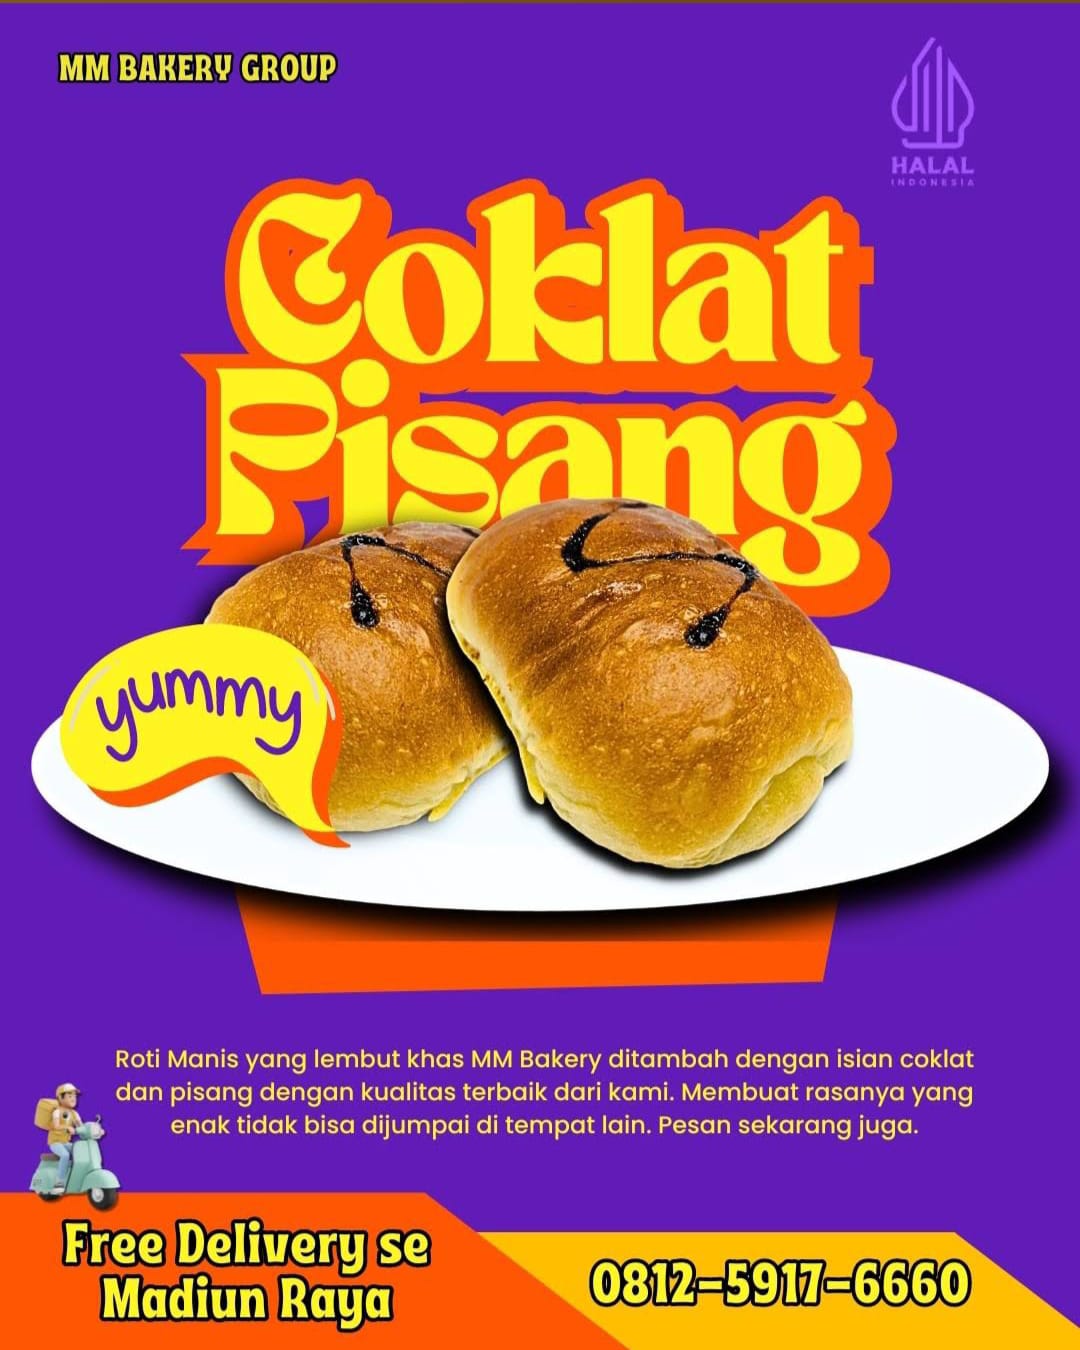 MM BAKERY GROUP
HALAL
INDONESIA
Coklat
Pisang
yummy
Roti Manis yang lembut khas MM Bakery ditambah dengan isian coklat
dan pisang dengan kualitas terbaik dari kami. Membuat rasanya yang
enak tidak bisa dijumpai di tempat lain. Pesan sekarang juga.
Free Delivery se
Madiun Raya
0812-5917-6660